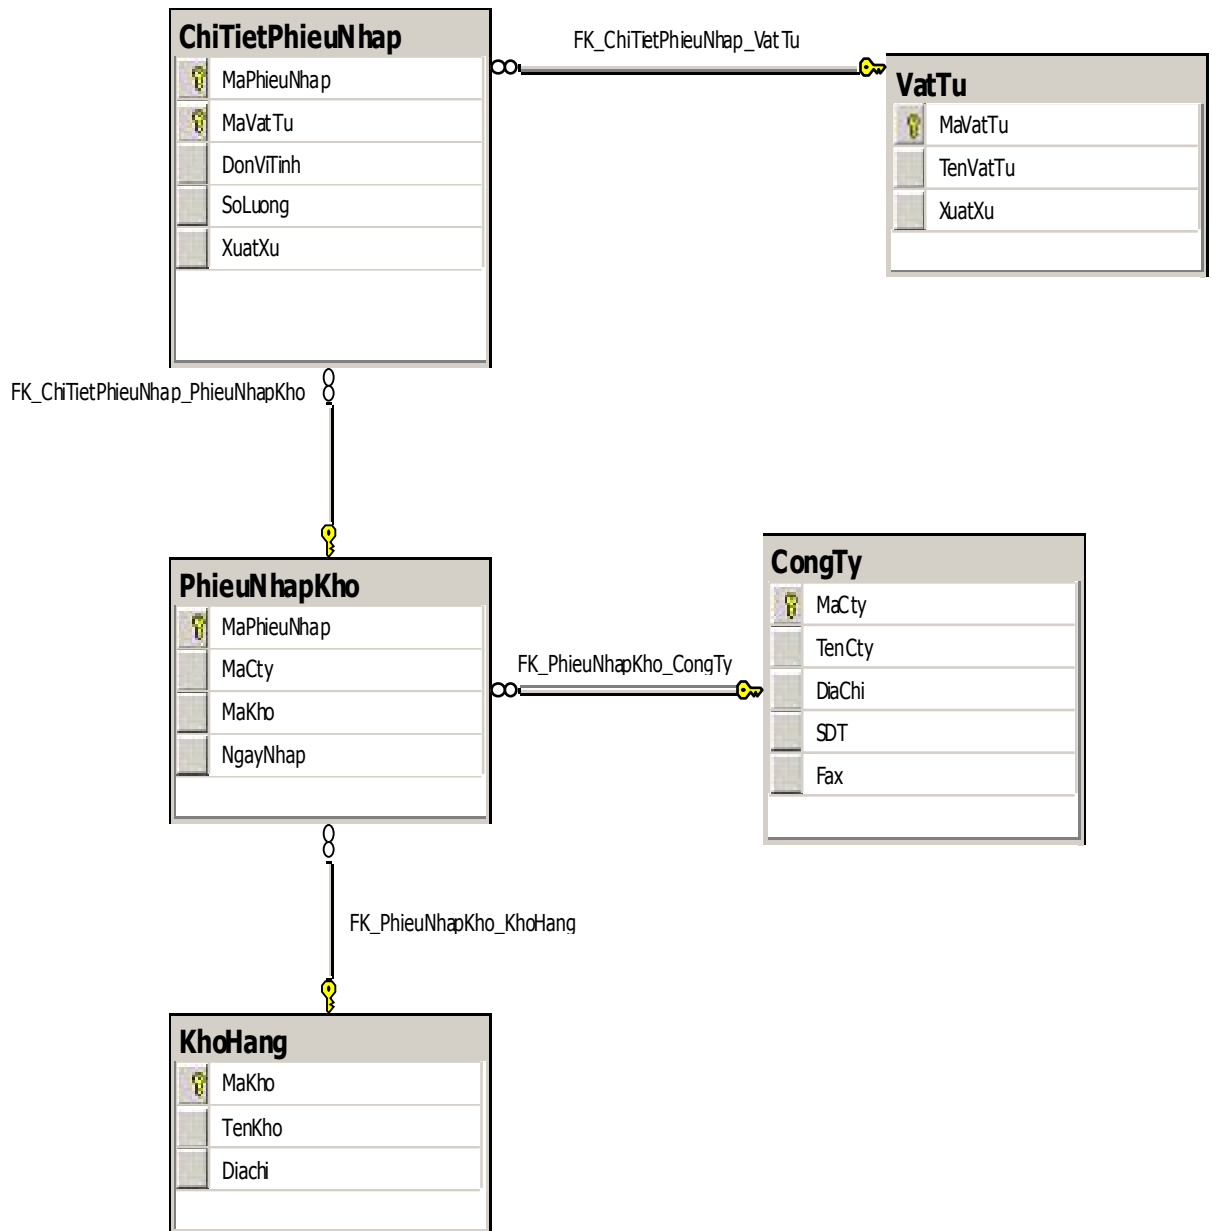 ChiTietPhieuNhap
MaPhieuNhap
MaVatTu
DonViTinh
SoLuong
XuatXu
FK_ChiTietPhieuNhap_VatTu
VatTu
MaVatTu
TenVatTu
XuatXu
FK_ChiTietPhieuNhap_PhieuNhapKho
PhieuNhapKho
MaPhieuNhap
MaCty
MaKho
NgayNhap
FK_PhieuNhapKho_CongTy
CongTy
MaCty
TenCty
DiaChi
SDT
Fax
FK_PhieuNhapKho_KhoHang
KhoHang
MaKho
TenKho
Diachi